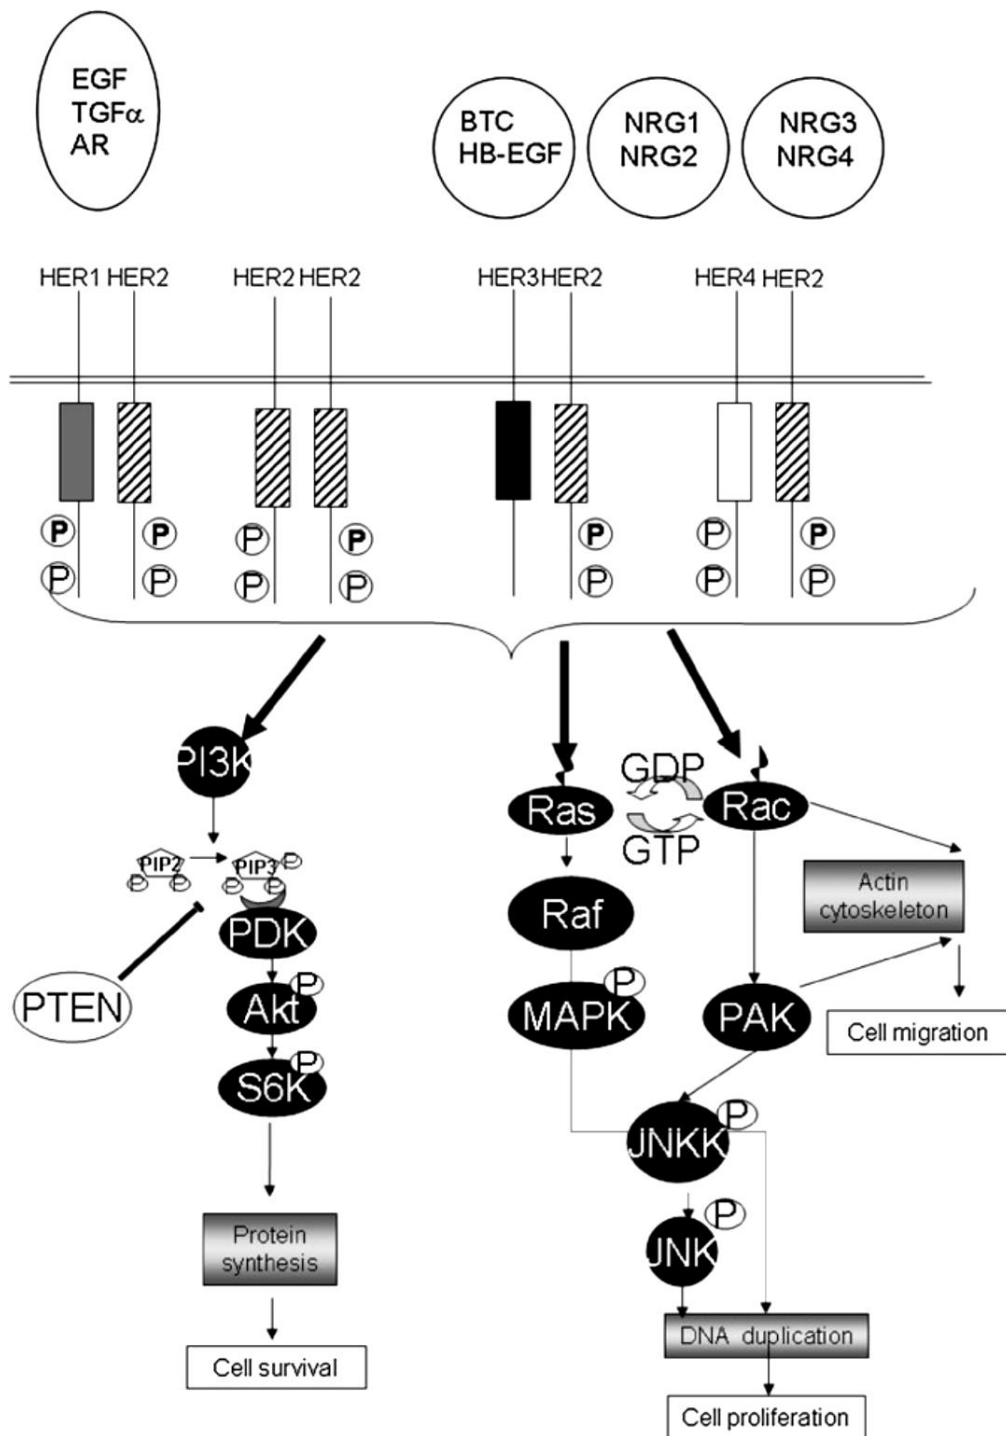 EGF
TGFα
AR
BTC
HB-EGF
NRG1
NRG2
NRG3
NRG4
HER1 HER2
HER2 HER2
HER3 HER2
HER4 HER2
P P
P P
P P
P P
P
P
P P
P P
PI3K
GDP
Ras
Rac
GTP
PIP2
PIP3
P
P P
P P
PDK
Raf
Actin
cytoskeleton
PTEN
Akt
P
MAPK
P
PAK
Cell migration
S6K
P
JNKK
P
JNK
P
Protein
synthesis
DNA duplication
Cell survival
Cell proliferation